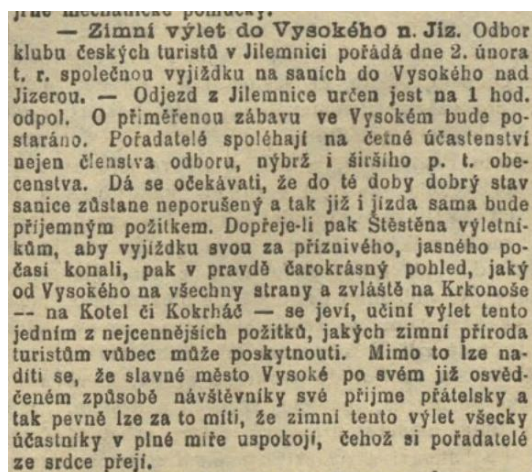 jiné mechanické pomůcky.
— Zimní výlet do Vysokého n. Jiz. Odbor
klubu českých turistů v Jilemnici pořádá dne 2. února
t. r. společnou vyjíždku na saních do Vysokého nad
Jizerou. — Odjezd z Jilemnice určen jest na 1 hod.
odpol. O přiměřenou zábavu ve Vysokém bude po-
staráno. Pořadatelé spoléhají na četné účastenství
nejen členstva odboru, nýbrž i širšího p. t. obe-
censtva. Dá se očekávati, že do té doby dobrý stav
sanice zůstane neporušený a tak již i jízda sama bude
příjemným požitkem. Dopřeje-li pak Štěstěna výletní-
kům, aby vyjíždku svou za příznivého, jasného po-
časí konali, pak v pravdě čarokrásný pohled, jaký
od Vysokého na všechny strany a zvláště na Krkonoše
— na Kotel či Kokrháč — se jeví, učiní výlet tento
jedním z nejcennějších požitků, jakých zimní příroda
turistům vůbec může poskytnouti. Mimo to lze na-
díti se, že slavné město Vysoké po svém již osvěd-
čeném způsobě návštěvníky své přijme přátelsky a
tak pevně lze za to míti, že zimní tento výlet všecky
účastníky v plné míře uspokojí, čehož si pořadatelé
ze srdce přejí.